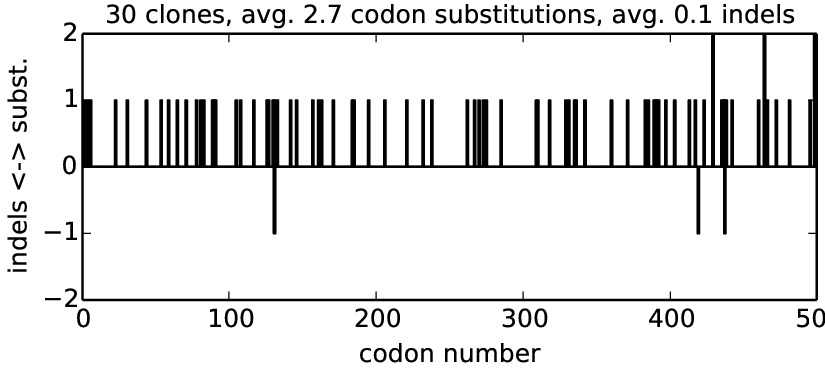 30 clones, avg. 2.7 codon substitutions, avg. 0.1 indels
indels <-> subst.
2
1
0
−1
−2
0 100 200 300 400 50
codon number